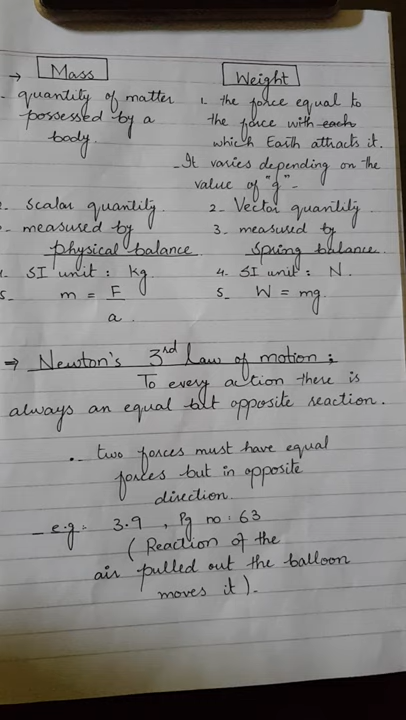 → Mass
- quantity of matter
possessed by a
body.
2. Scalar quantity.
- measured by
physical balance
4. SI unit : Kg
5_ m = F
a .
Weight
1. the force equal to
the force with each
which Earth attracts it.
_It varies depending on the
value of "g" -
2_ Vector quantity.
3. measured by
Spring balance.
4. SI unit : N.
5_ W = mg.
→ Newton's 3rd Law of motion ;
To every action there is
always an equal but opposite reaction.
•_ two forces must have equal
forces but in opposite
direction.
_ e.g:- 3.9 , Pg no : 63
( Reaction of the
air pulled out the balloon
moves it ).